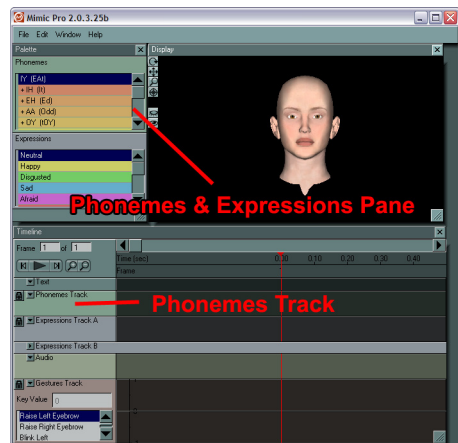 Mimic Pro 2.0.3.25b
File Edit Window Help
Palette
Display
Phonemes
IY (EAt)
+ IH (It)
+ EH (Ed)
+ AA (Odd)
+ OY (tOY)
Expressions
Neutral
Happy
Disgusted
Sad
Afraid
Phonemes & Expressions Pane
Timeline
Frame 1 of 1
Time (sec) 0.00 0.10 0.20 0.30 0.40
Frame
Text
Phonemes Track
Phonemes Track
Expressions Track A
Expressions Track B
Audio
Gestures Track
Key Value 0
Raise Left Eyebrow
Raise Right Eyebrow
Blink Left